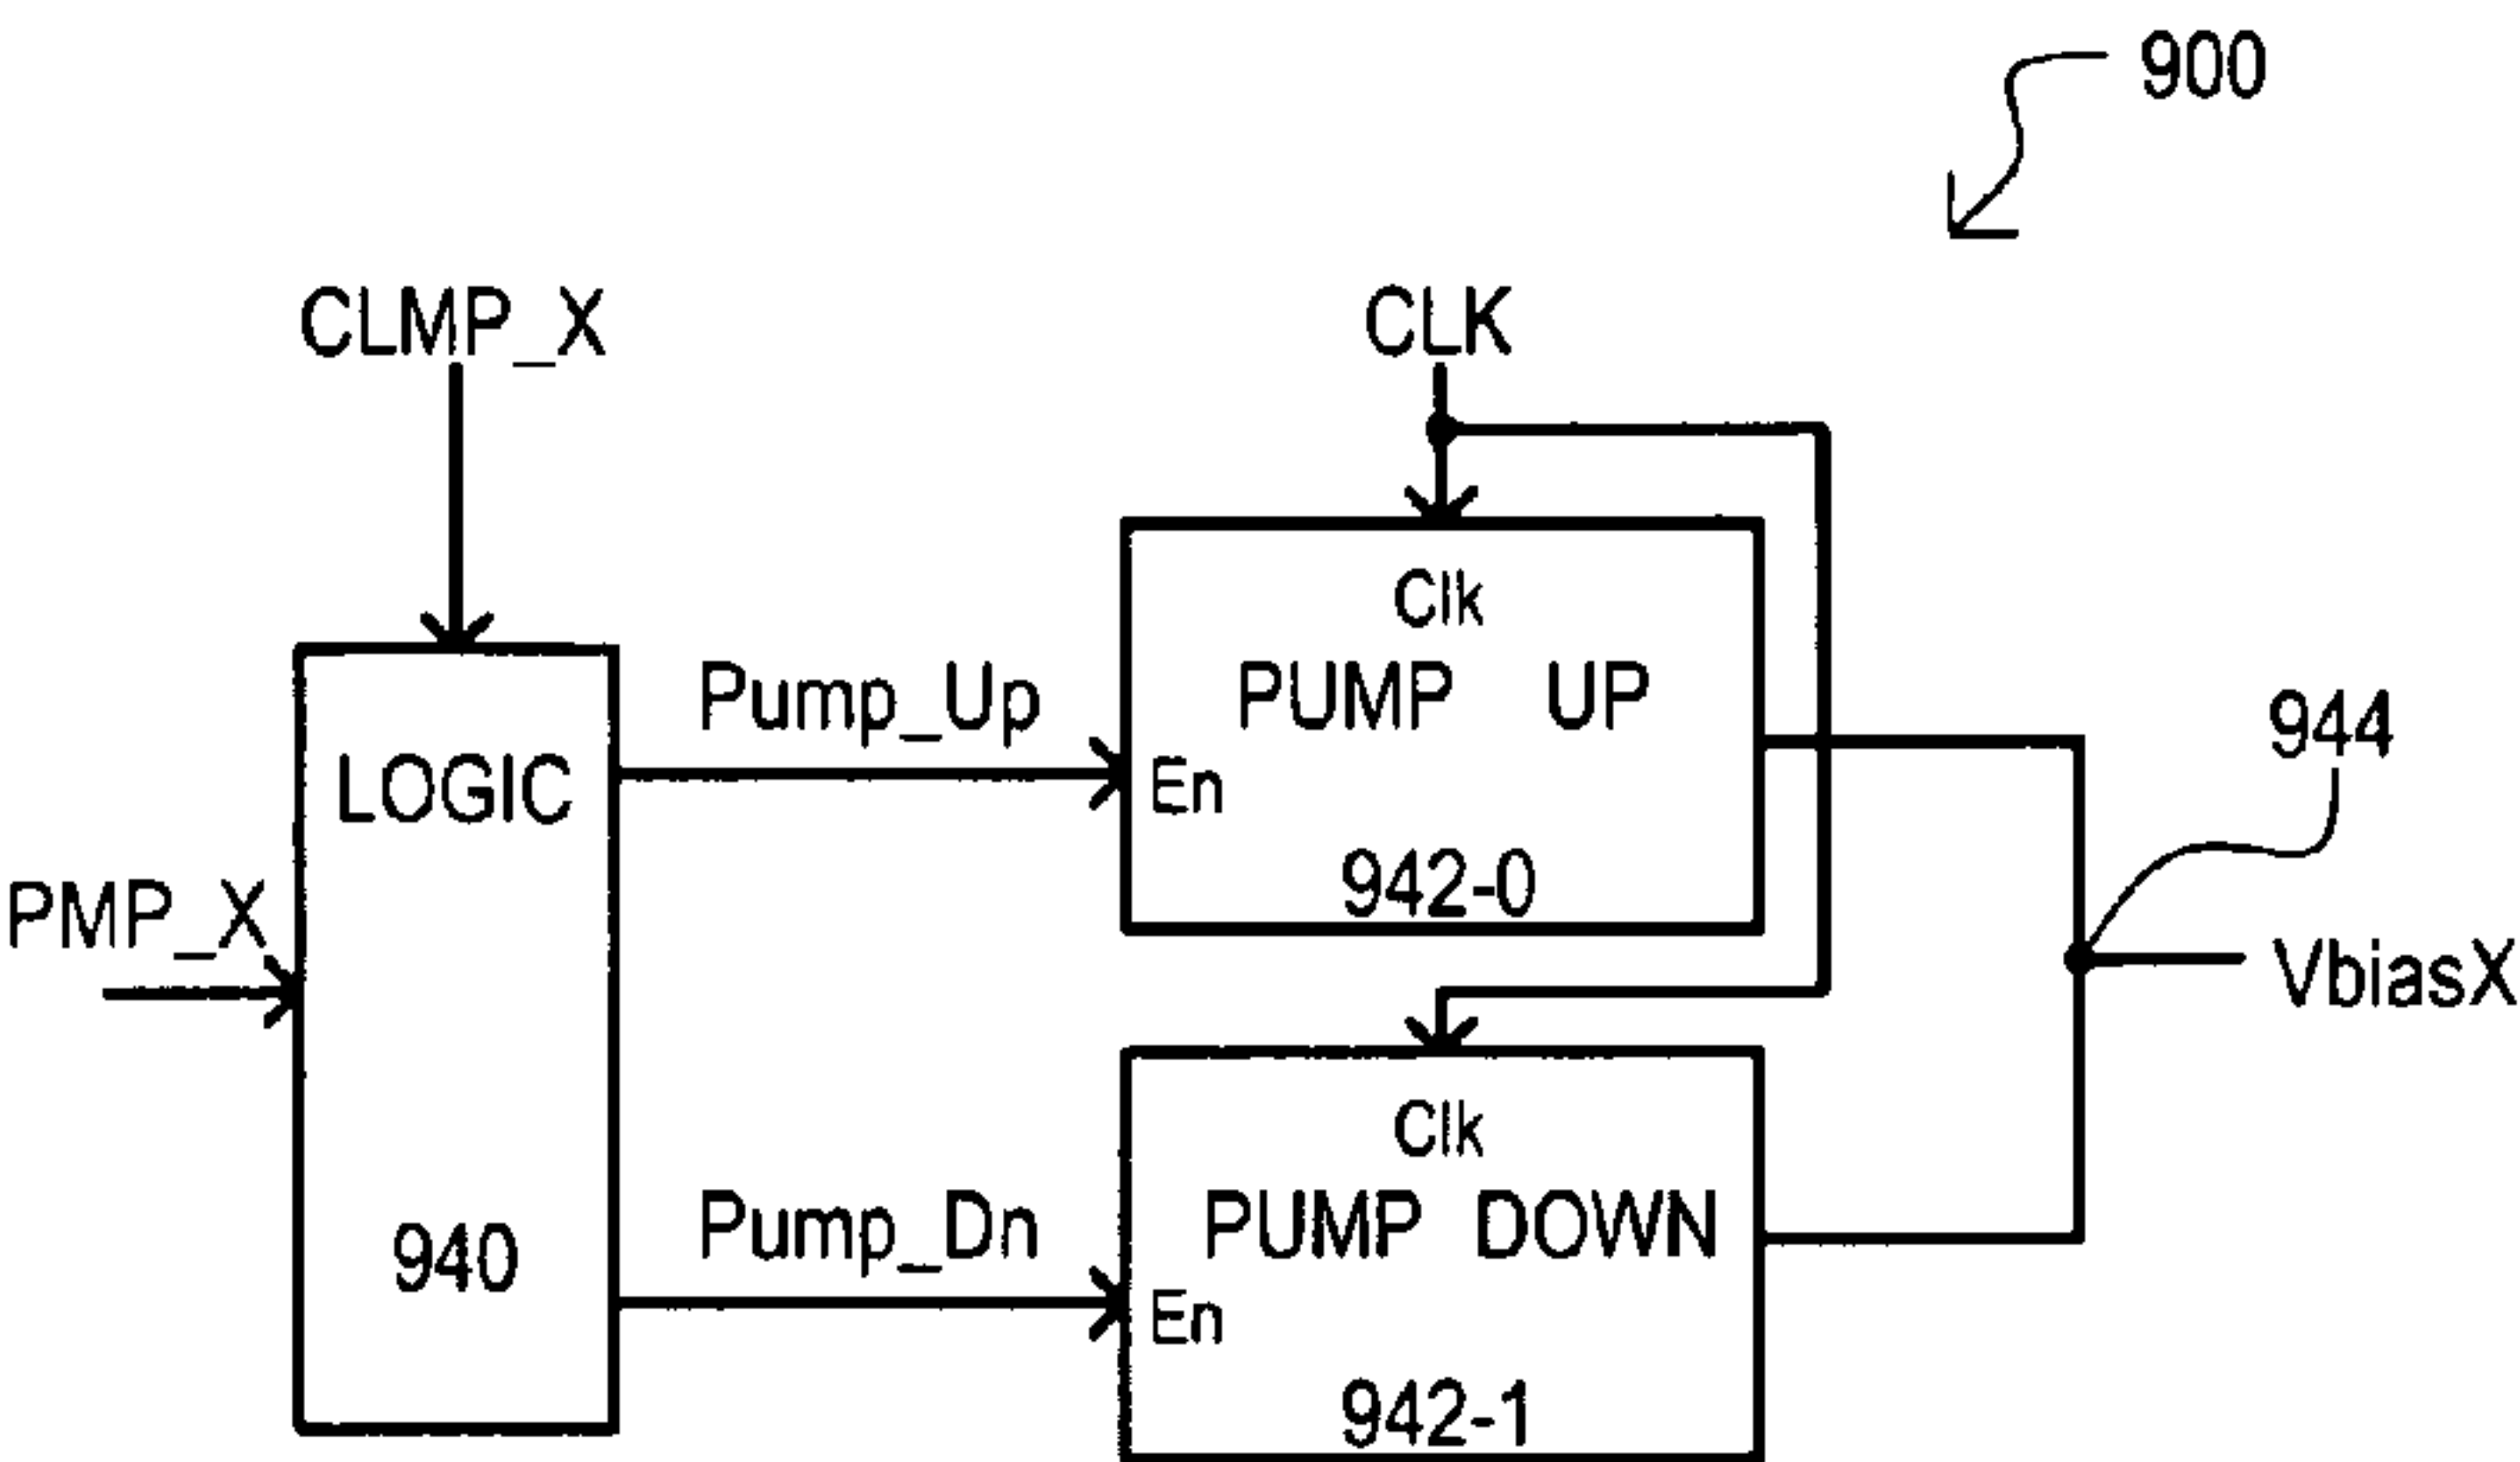 900
CLMP_X
CLK
Clk
Pump_Up
PUMP UP
944
LOGIC
En
PMP_X
942-0
VbiasX
Clk
Pump_Dn
PUMP DOWN
940
En
942-1